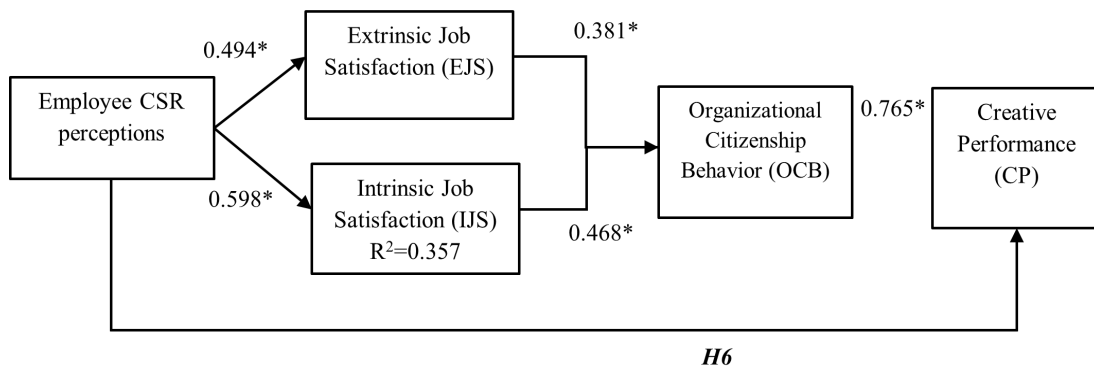 0.494*
Extrinsic Job
Satisfaction (EJS)
0.381*
Employee CSR
perceptions
Organizational
Citizenship
Behavior (OCB)
0.765*
Creative
Performance
(CP)
0.598*
Intrinsic Job
Satisfaction (IJS)
R²=0.357
0.468*
H6